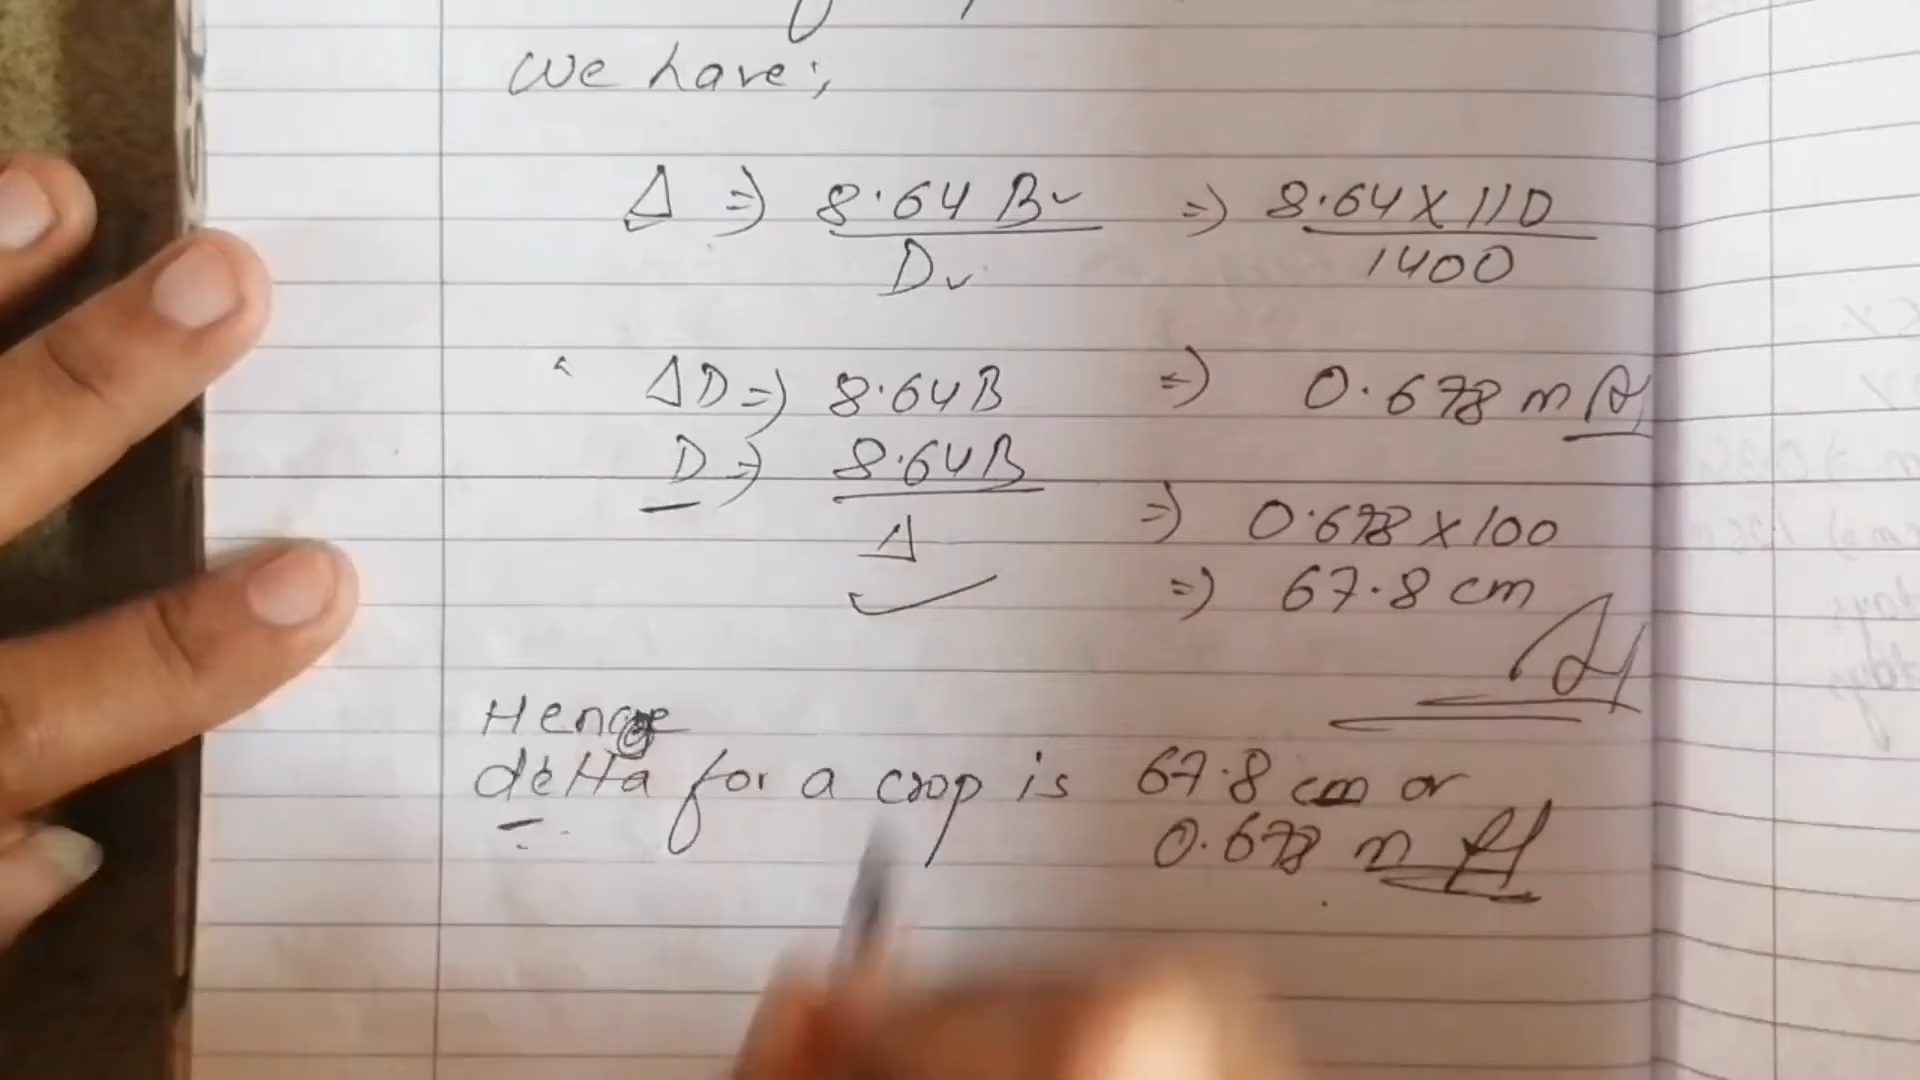 we have;
Δ ⇒ 8.64 B✓ / D✓ ⇒ 8.64 × 110 / 1400
ΔD ⇒ 8.64B ⇒ 0.678 m
D ⇒ 8.64B / Δ
⇒ 0.678 × 100
⇒ 67.8 cm
Hence
delta for a crop is 67.8 cm or
0.678 m